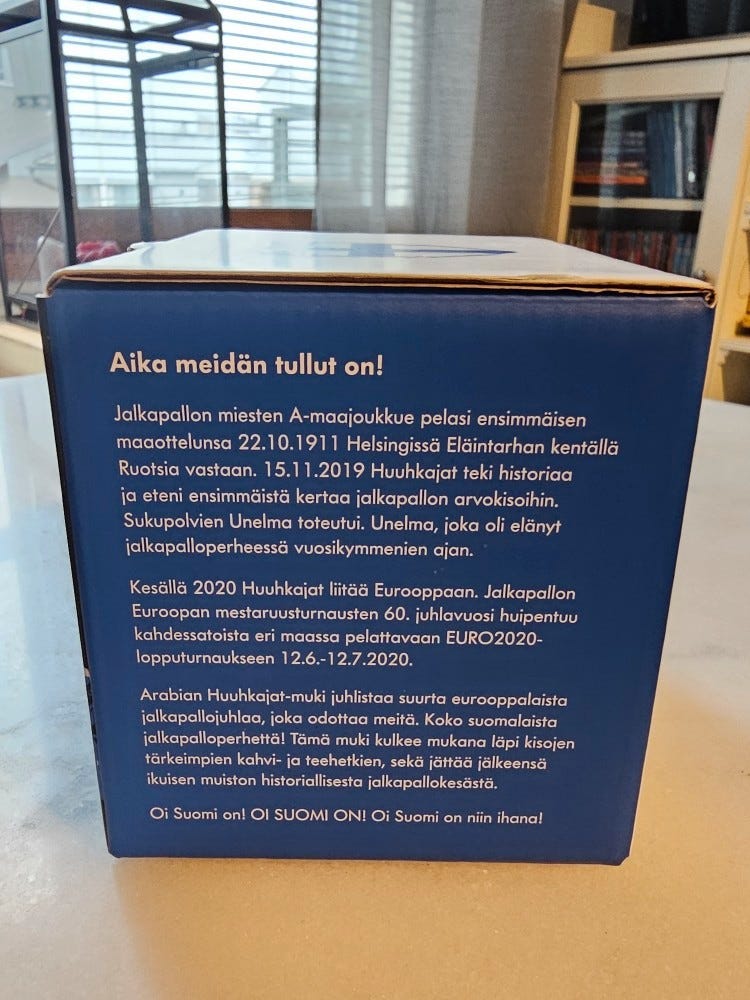 Aika meidän tullut on!
Jalkapallon miesten A-maajoukkue pelasi ensimmäisen
maaottelunsa 22.10.1911 Helsingissä Eläintarhan kentällä
Ruotsia vastaan. 15.11.2019 Huuhkajat teki historiaa
ja eteni ensimmäistä kertaa jalkapallon arvokisoihin.
Sukupolvien Unelma toteutui. Unelma, joka oli elänyt
jalkapalloperheessä vuosikymmenien ajan.
Kesällä 2020 Huuhkajat liitää Eurooppaan. Jalkapallon
Euroopan mestaruusturnausten 60. juhlavuosi huipentuu
kahdessatoista eri maassa pelattavaan EURO2020-
lopputurnaukseen 12.6.-12.7.2020.
Arabian Huuhkajat-muki juhlistaa suurta eurooppalaista
jalkapallojuhlaa, joka odottaa meitä. Koko suomalaista
jalkapalloperhettä! Tämä muki kulkee mukana läpi kisojen
tärkeimpien kahvi- ja teehetkien, sekä jättää jälkeensä
ikuisen muiston historiallisesta jalkapallokesästä.
Oi Suomi on! OI SUOMI ON! Oi Suomi on niin ihana!